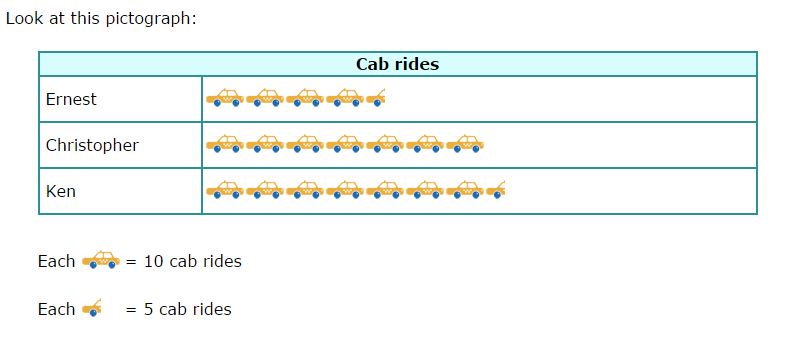 Look at this pictograph:
Cab rides
Ernest
Christopher
Ken
Each = 10 cab rides
Each = 5 cab rides